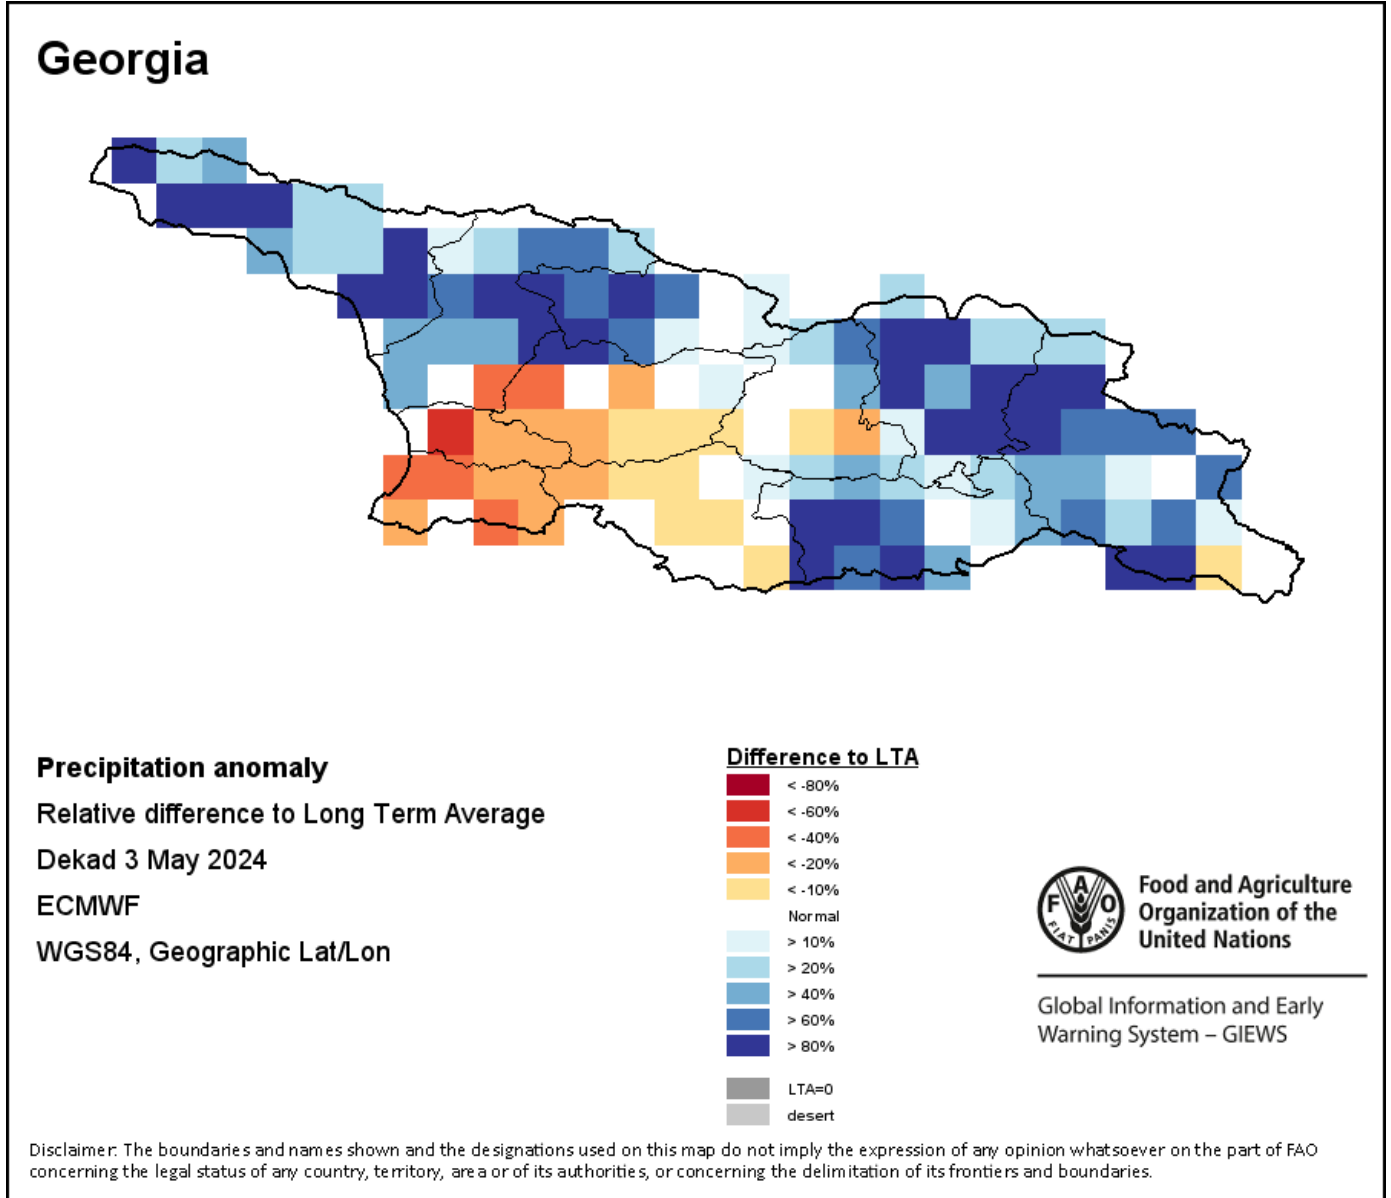 Georgia
Precipitation anomaly
Relative difference to Long Term Average
Dekad 3 May 2024
ECMWF
WGS84, Geographic Lat/Lon
Difference to LTA
< -80%
< -60%
< -40%
< -20%
< -10%
Normal
> 10%
> 20%
> 40%
> 60%
> 80%
LTA=0
desert
F A O
FIAT PANIS
Food and Agriculture
Organization of the
United Nations
Global Information and Early
Warning System – GIEWS
Disclaimer: The boundaries and names shown and the designations used on this map do not imply the expression of any opinion whatsoever on the part of FAO
concerning the legal status of any country, territory, area or of its authorities, or concerning the delimitation of its frontiers and boundaries.